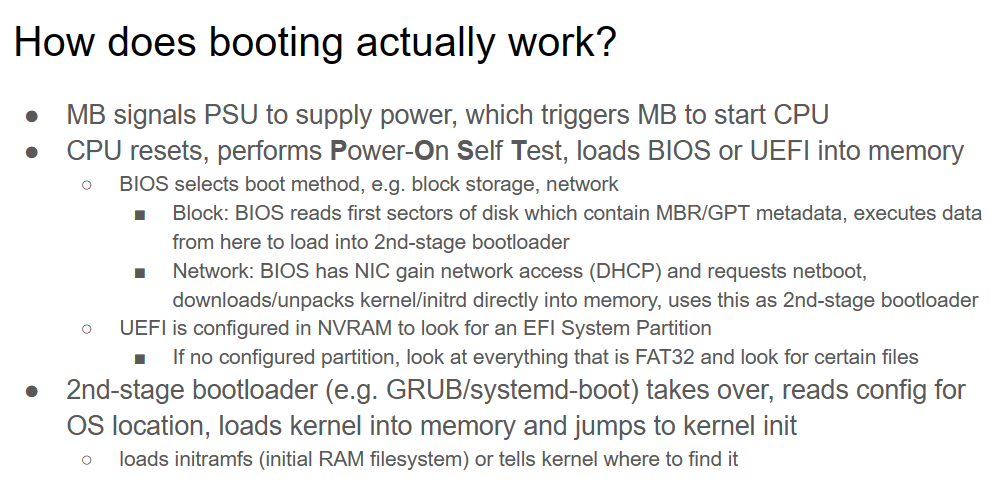 How does booting actually work?
● MB signals PSU to supply power, which triggers MB to start CPU
● CPU resets, performs Power-On Self Test, loads BIOS or UEFI into memory
○ BIOS selects boot method, e.g. block storage, network
■ Block: BIOS reads first sectors of disk which contain MBR/GPT metadata, executes data
from here to load into 2nd-stage bootloader
■ Network: BIOS has NIC gain network access (DHCP) and requests netboot,
downloads/unpacks kernel/initrd directly into memory, uses this as 2nd-stage bootloader
○ UEFI is configured in NVRAM to look for an EFI System Partition
■ If no configured partition, look at everything that is FAT32 and look for certain files
● 2nd-stage bootloader (e.g. GRUB/systemd-boot) takes over, reads config for
OS location, loads kernel into memory and jumps to kernel init
○ loads initramfs (initial RAM filesystem) or tells kernel where to find it